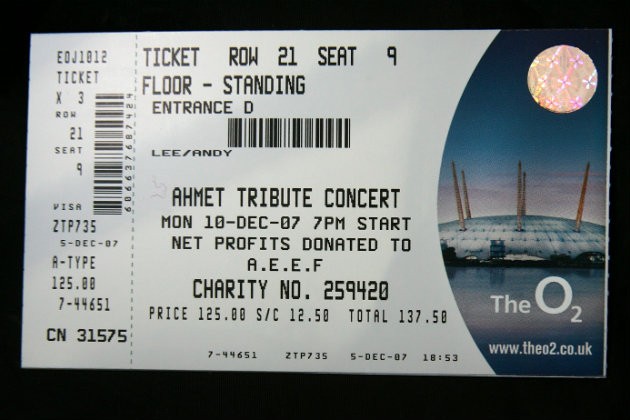 EOJ1012
TICKET
X 3
ROW
21
SEAT
9
VISA
ZTP735
5-DEC-07
A-TYPE
125.00
7-44651
CN 31575
6066376887429
TICKET ROW 21 SEAT 9
FLOOR - STANDING
ENTRANCE D
LEE/ANDY
AHMET TRIBUTE CONCERT
MON 10-DEC-07 7PM START
NET PROFITS DONATED TO
A.E.E.F
CHARITY NO. 259420
PRICE 125.00 S/C 12.50 TOTAL 137.50
7-44651 ZTP735 5-DEC-07 18:53
The O2
www.theo2.co.uk